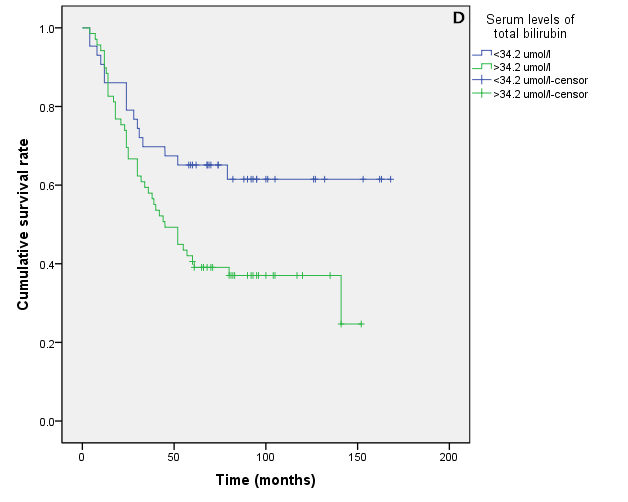 D
Serum levels of
total bilirubin
<34.2 umol/l
>34.2 umol/l
<34.2 umol/l-censor
>34.2 umol/l-censor
Cumulative survival rate
1.0
0.8
0.6
0.4
0.2
0.0
0 50 100 150 200
Time (months)